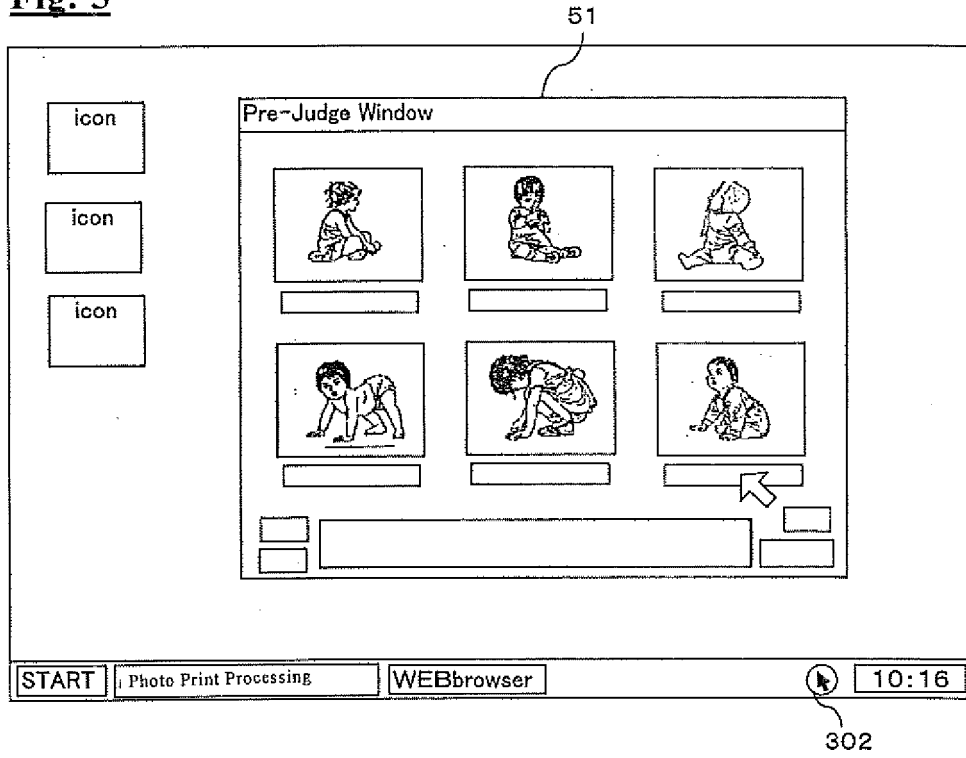 Fig. 5
51
icon
Pre-Judge Window
icon
icon
START
Photo Print Processing
WEBbrowser
10:16
302